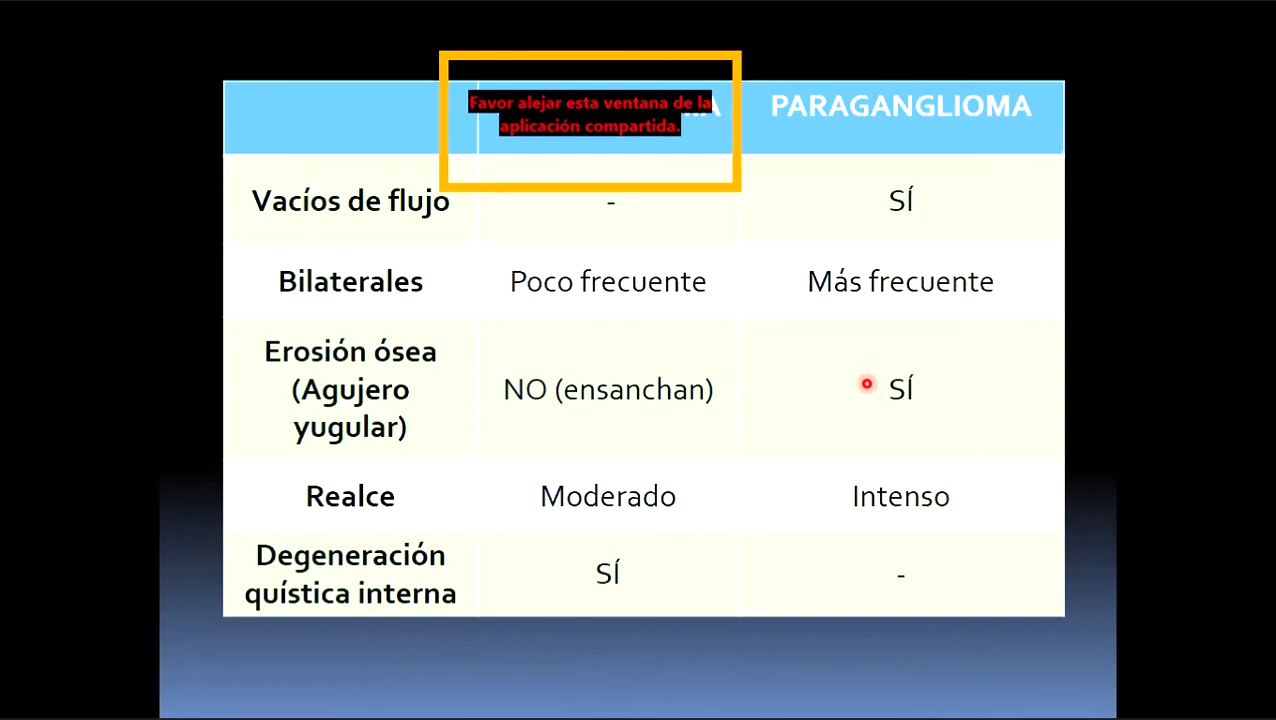 Favor alejar esta ventana de la
aplicación compartida.
PARAGANGLIOMA
Vacíos de flujo - SÍ
Bilaterales Poco frecuente Más frecuente
Erosión ósea
(Agujero NO (ensanchan) SÍ
yugular)
Realce Moderado Intenso
Degeneración
quística interna SÍ -